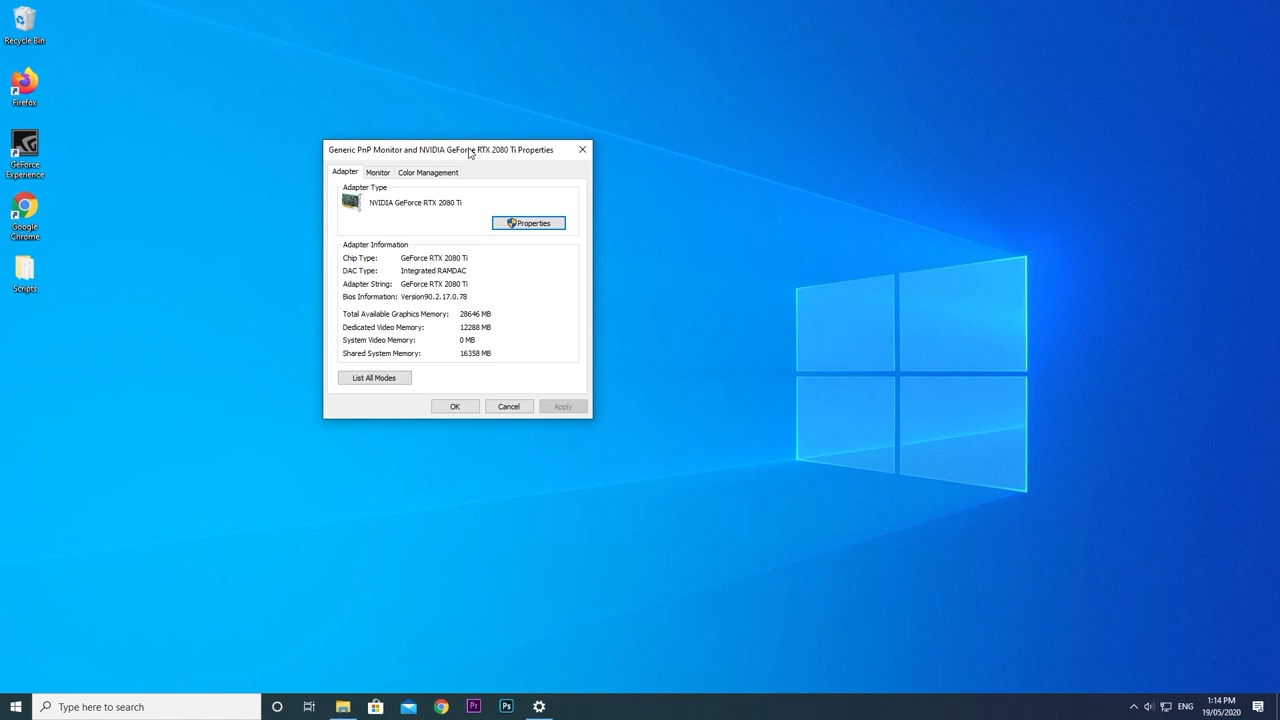 Recycle Bin
Firefox
GeForce
Experience
Google
Chrome
Scripts
Generic PnP Monitor and NVIDIA GeForce RTX 2080 Ti Properties
Adapter Monitor Color Management
Adapter Type
NVIDIA GeForce RTX 2080 Ti
Properties
Adapter Information
Chip Type: GeForce RTX 2080 Ti
DAC Type: Integrated RAMDAC
Adapter String: GeForce RTX 2080 Ti
Bios Information: Version90.2.17.0.78
Total Available Graphics Memory: 28646 MB
Dedicated Video Memory: 12288 MB
System Video Memory: 0 MB
Shared System Memory: 16358 MB
List All Modes
OK Cancel Apply
Type here to search
Pr
Ps
ENG
1:14 PM
19/05/2020